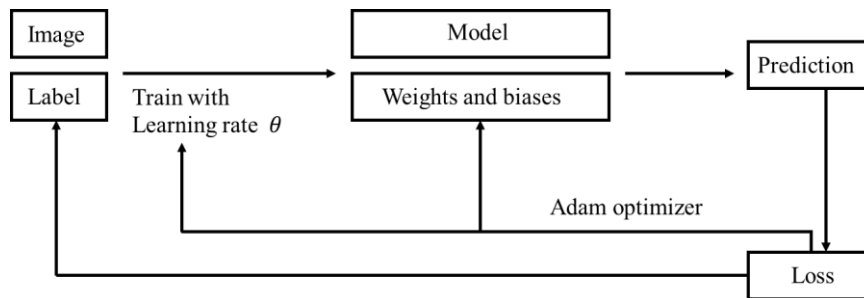 Image
Label
Train with
Learning rate θ
Model
Weights and biases
Prediction
Adam optimizer
Loss